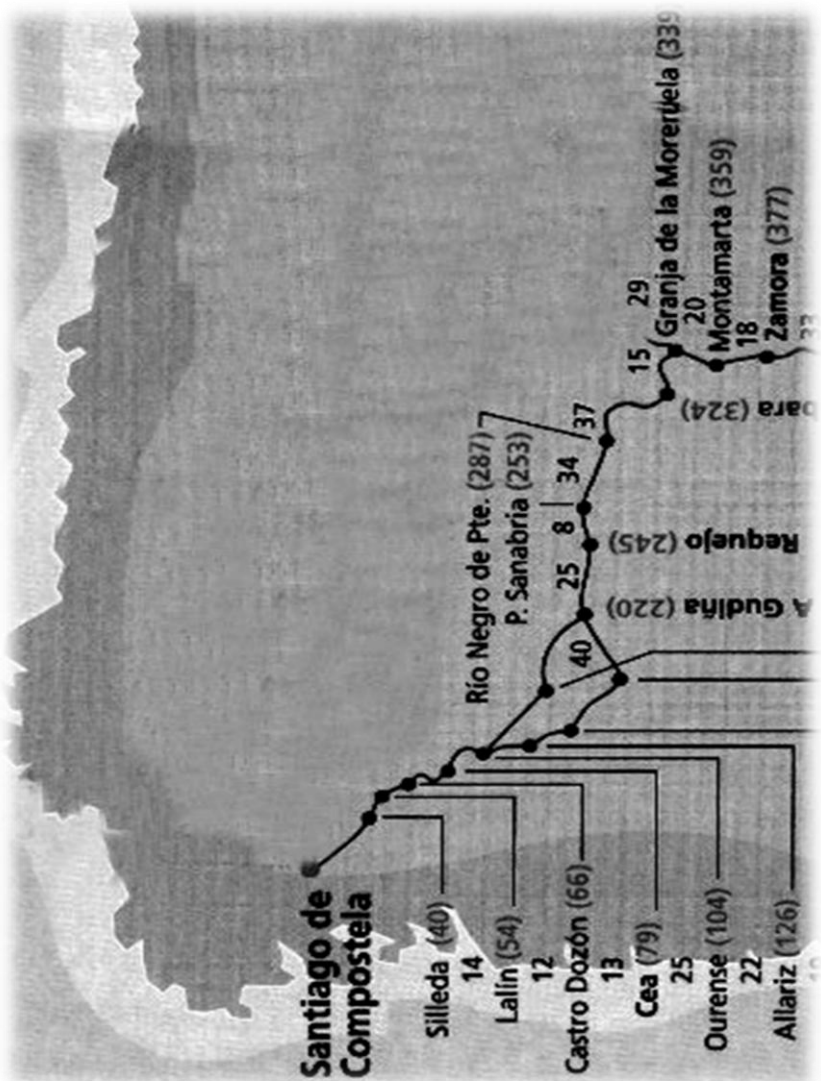 29
Granja de la Moreruela (339
20
Montamarta (359)
18
Zamora (377)
15
(324)
37
Río Negro de Pte. (287)
P. Sanabria (253)
34
8
Requejo (245)
25
A Gudiña (220)
40
Santiago de
Compostela
Silleda (40)
14
Lalín (54)
12
Castro Dozón (66)
13
Cea (79)
25
Ourense (104)
22
Allariz (126)